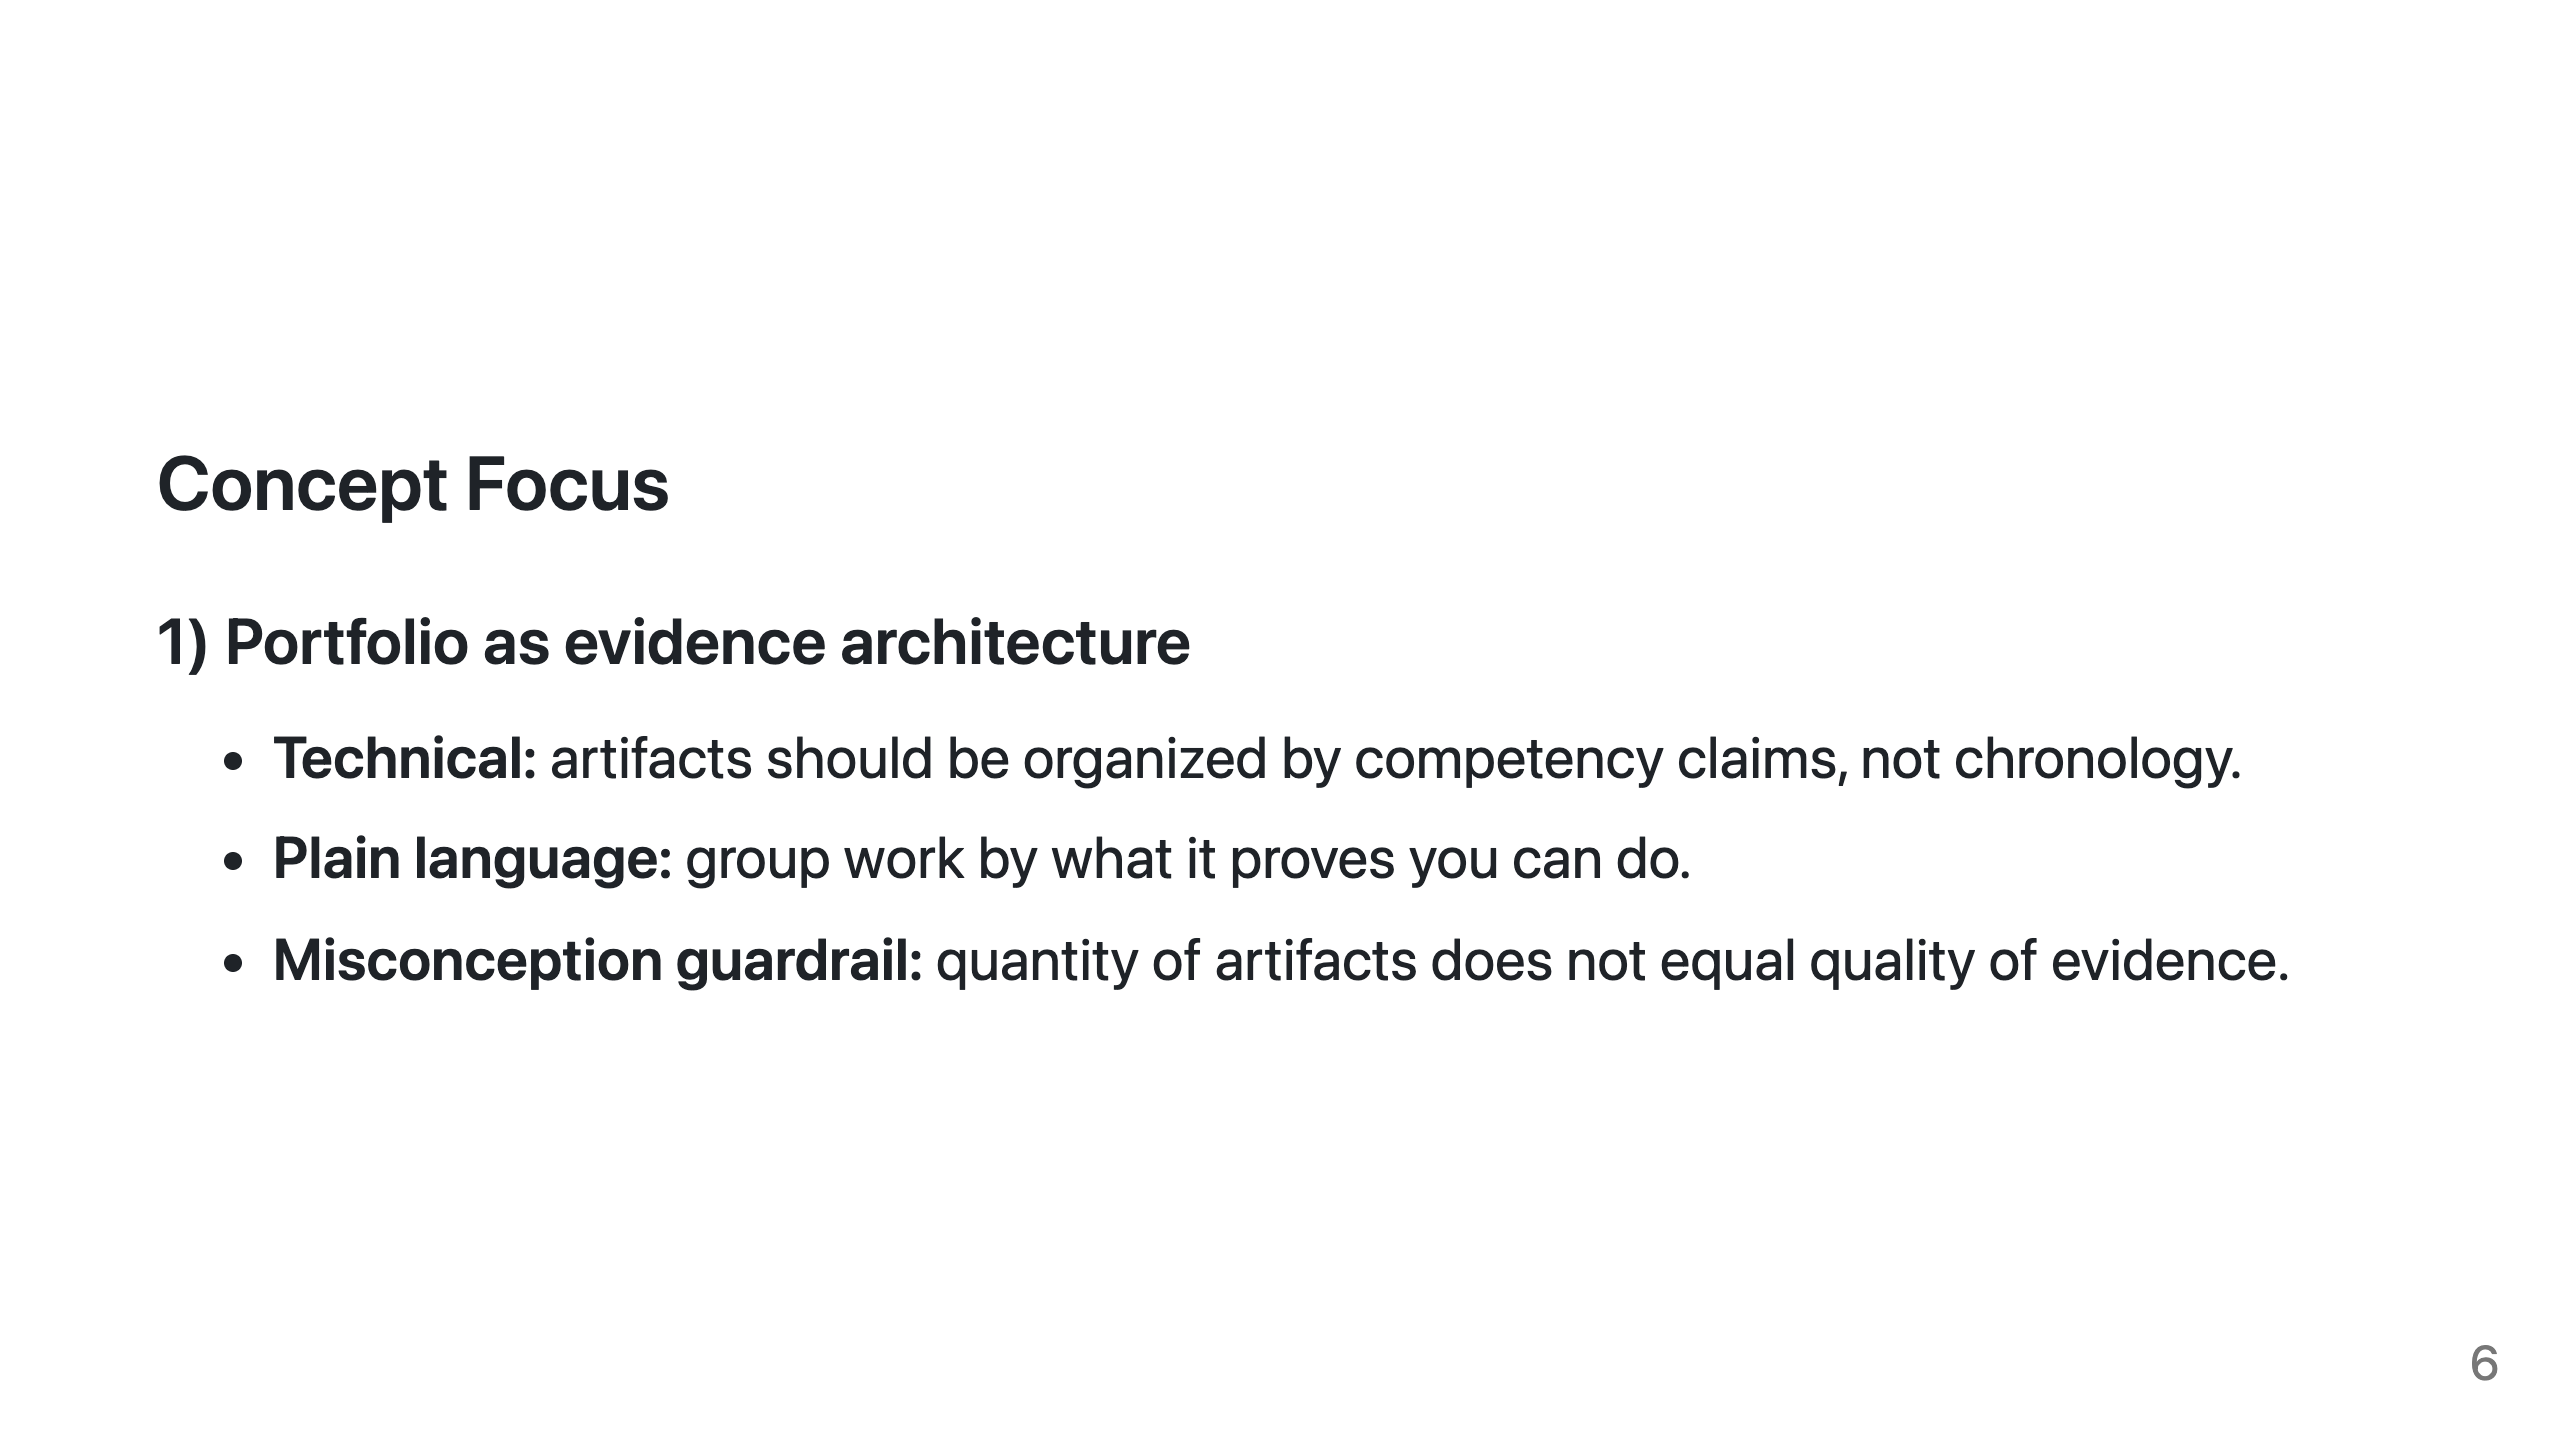 Concept Focus
1) Portfolio as evidence architecture
• Technical: artifacts should be organized by competency claims, not chronology.
• Plain language: group work by what it proves you can do.
• Misconception guardrail: quantity of artifacts does not equal quality of evidence.
6